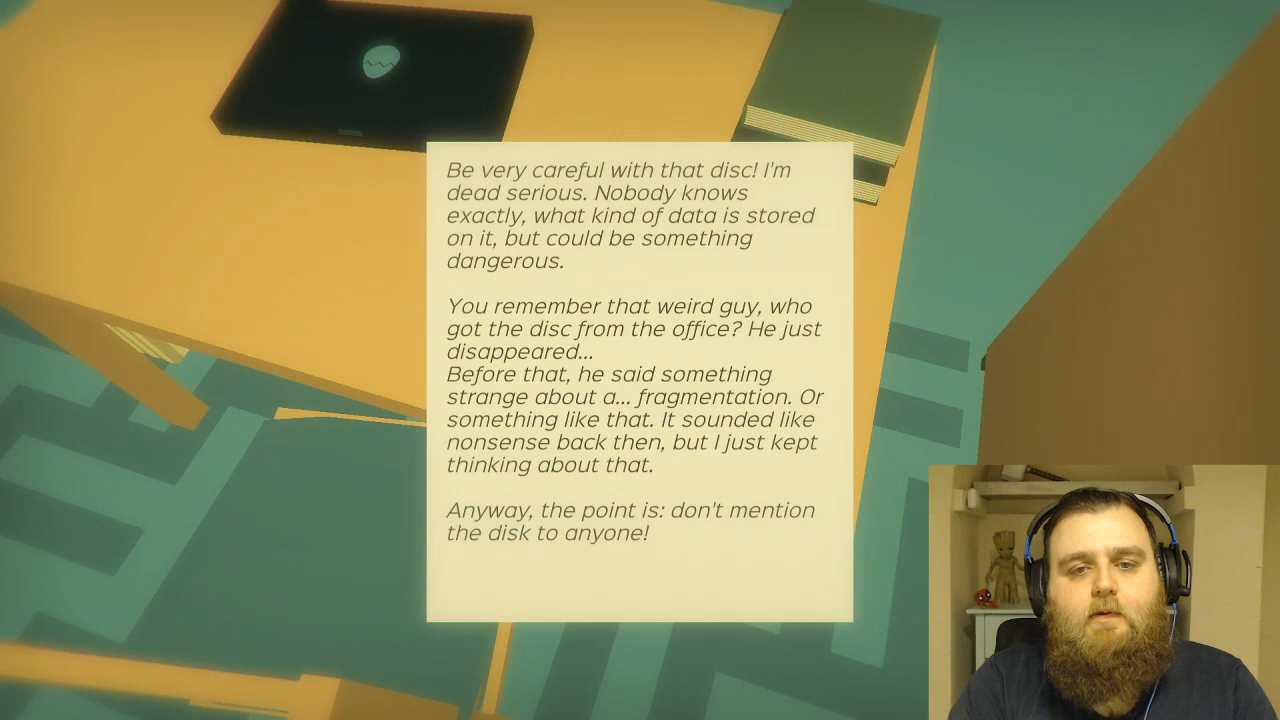 Be very careful with that disc! I'm
dead serious. Nobody knows
exactly, what kind of data is stored
on it, but could be something
dangerous.
You remember that weird guy, who
got the disc from the office? He just
disappeared...
Before that, he said something
strange about a... fragmentation. Or
something like that. It sounded like
nonsense back then, but I just kept
thinking about that.
Anyway, the point is: don't mention
the disk to anyone!